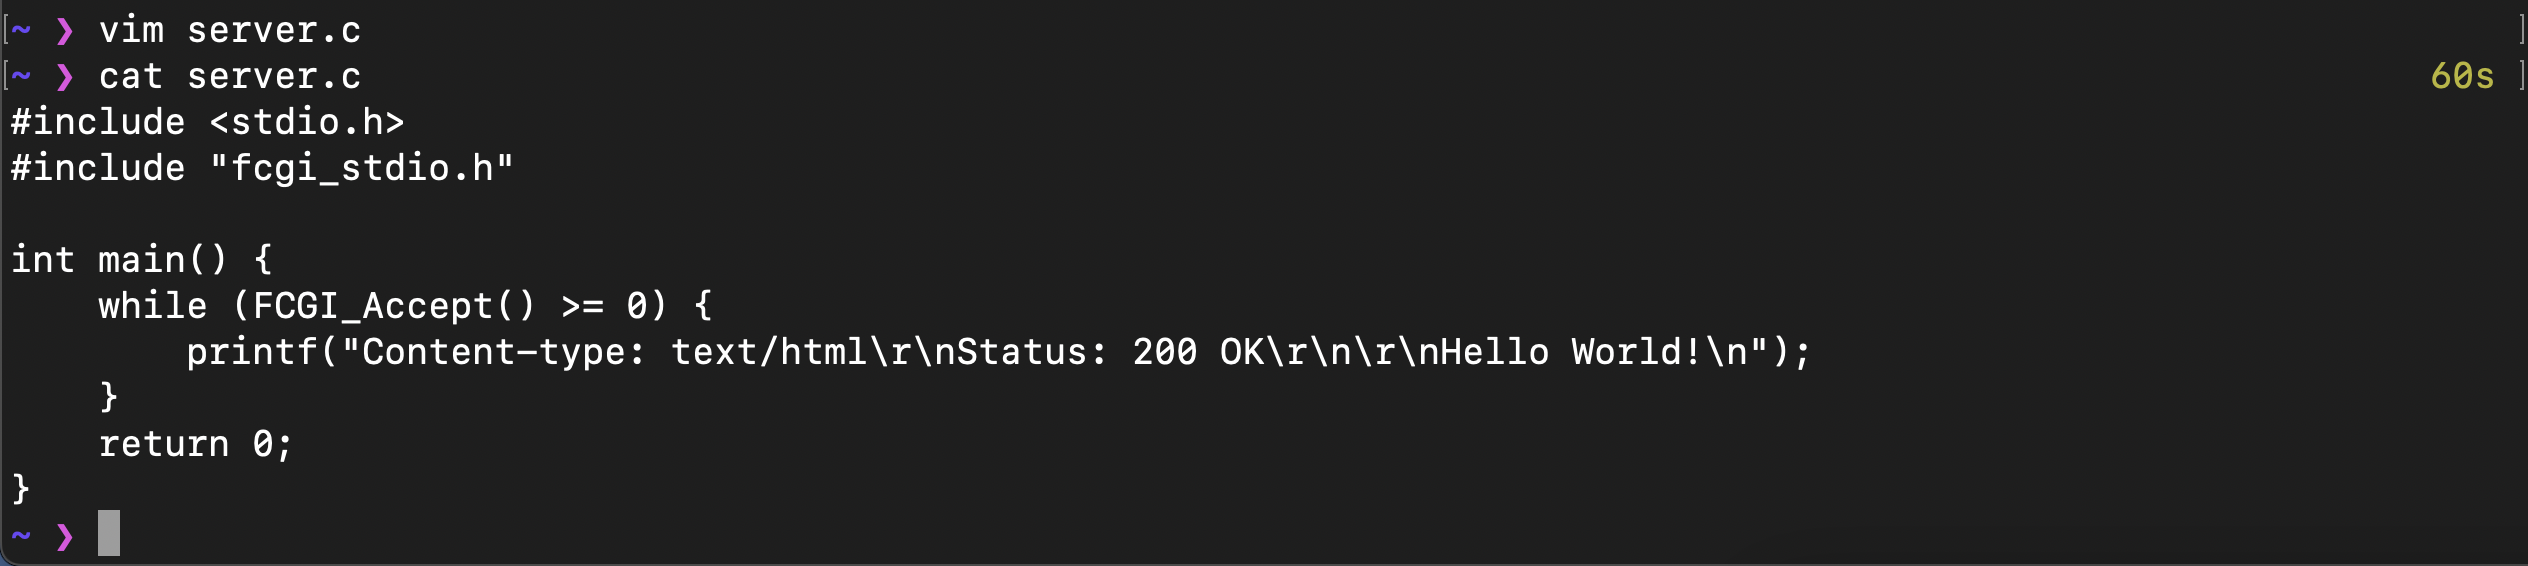 [~ ❯ vim server.c ]
[~ ❯ cat server.c 60s ]
#include <stdio.h>
#include "fcgi_stdio.h"

int main() {
    while (FCGI_Accept() >= 0) {
        printf("Content-type: text/html\r\nStatus: 200 OK\r\n\r\nHello World!\n");
    }
    return 0;
}
~ ❯